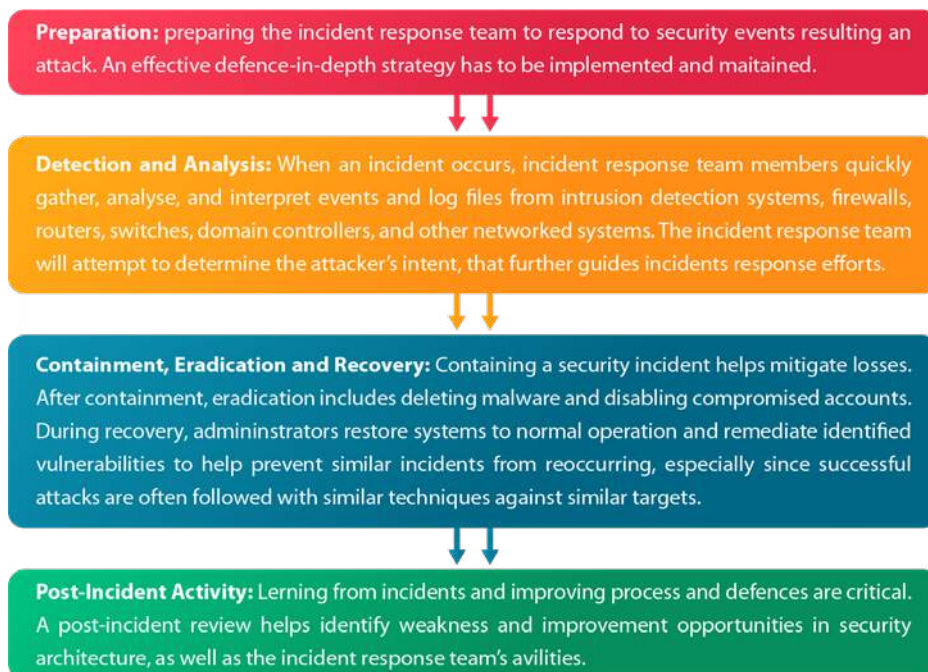 Preparation: preparing the incident response team to respond to security events resulting an
attack. An effective defence-in-depth strategy has to be implemented and maitained.
Detection and Analysis: When an incident occurs, incident response team members quickly
gather, analyse, and interpret events and log files from intrusion detection systems, firewalls,
routers, switches, domain controllers, and other networked systems. The incident response team
will attempt to determine the attacker's intent, that further guides incidents response efforts.
Containment, Eradication and Recovery: Containing a security incident helps mitigate losses.
After containment, eradication includes deleting malware and disabling compromised accounts.
During recovery, admininstrators restore systems to normal operation and remediate identified
vulnerabilities to help prevent similar incidents from reoccurring, especially since successful
attacks are often followed with similar techniques against similar targets.
Post-Incident Activity: Lerning from incidents and improving process and defences are critical.
A post-incident review helps identify weakness and improvement opportunities in security
architecture, as well as the incident response team's avilities.